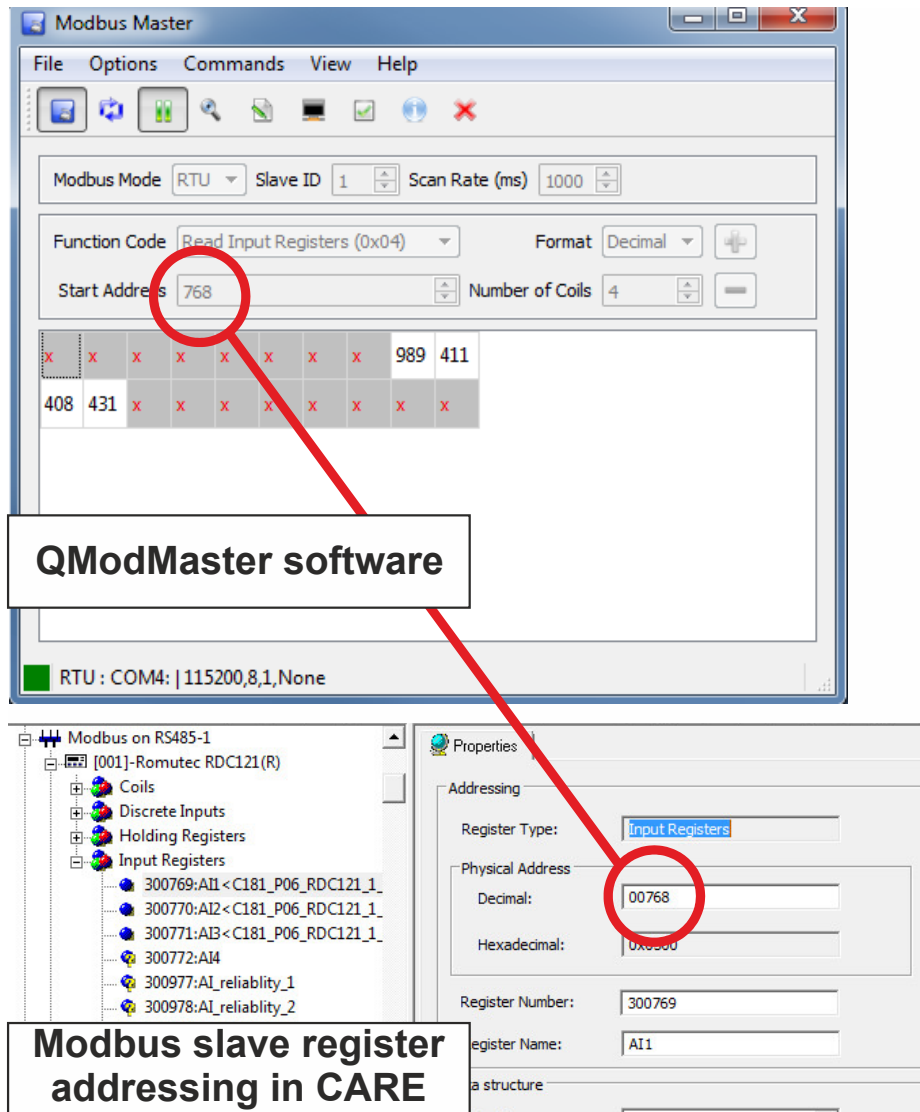 Modbus Master
File Options Commands View Help
Modbus Mode RTU Slave ID 1 Scan Rate (ms) 1000
Function Code Read Input Registers (0x04) Format Decimal
Start Address 768 Number of Coils 4
x x x x x x x x 989 411
408 431 x x x x x x x x
QModMaster software
RTU : COM4: | 115200,8,1,None
Modbus on RS485-1
[001]-Romutec RDC121(R)
Coils
Discrete Inputs
Holding Registers
Input Registers
300769:AI1<C181_P06_RDC121_1_
300770:AI2<C181_P06_RDC121_1_
300771:AI3<C181_P06_RDC121_1_
300772:AI4
300977:AI_reliablity_1
300978:AI_reliablity_2
Modbus slave register
addressing in CARE
Properties
Addressing
Register Type: Input Registers
Physical Address
Decimal: 00768
Hexadecimal: 0x0300
Register Number: 300769
egister Name: AI1
a structure